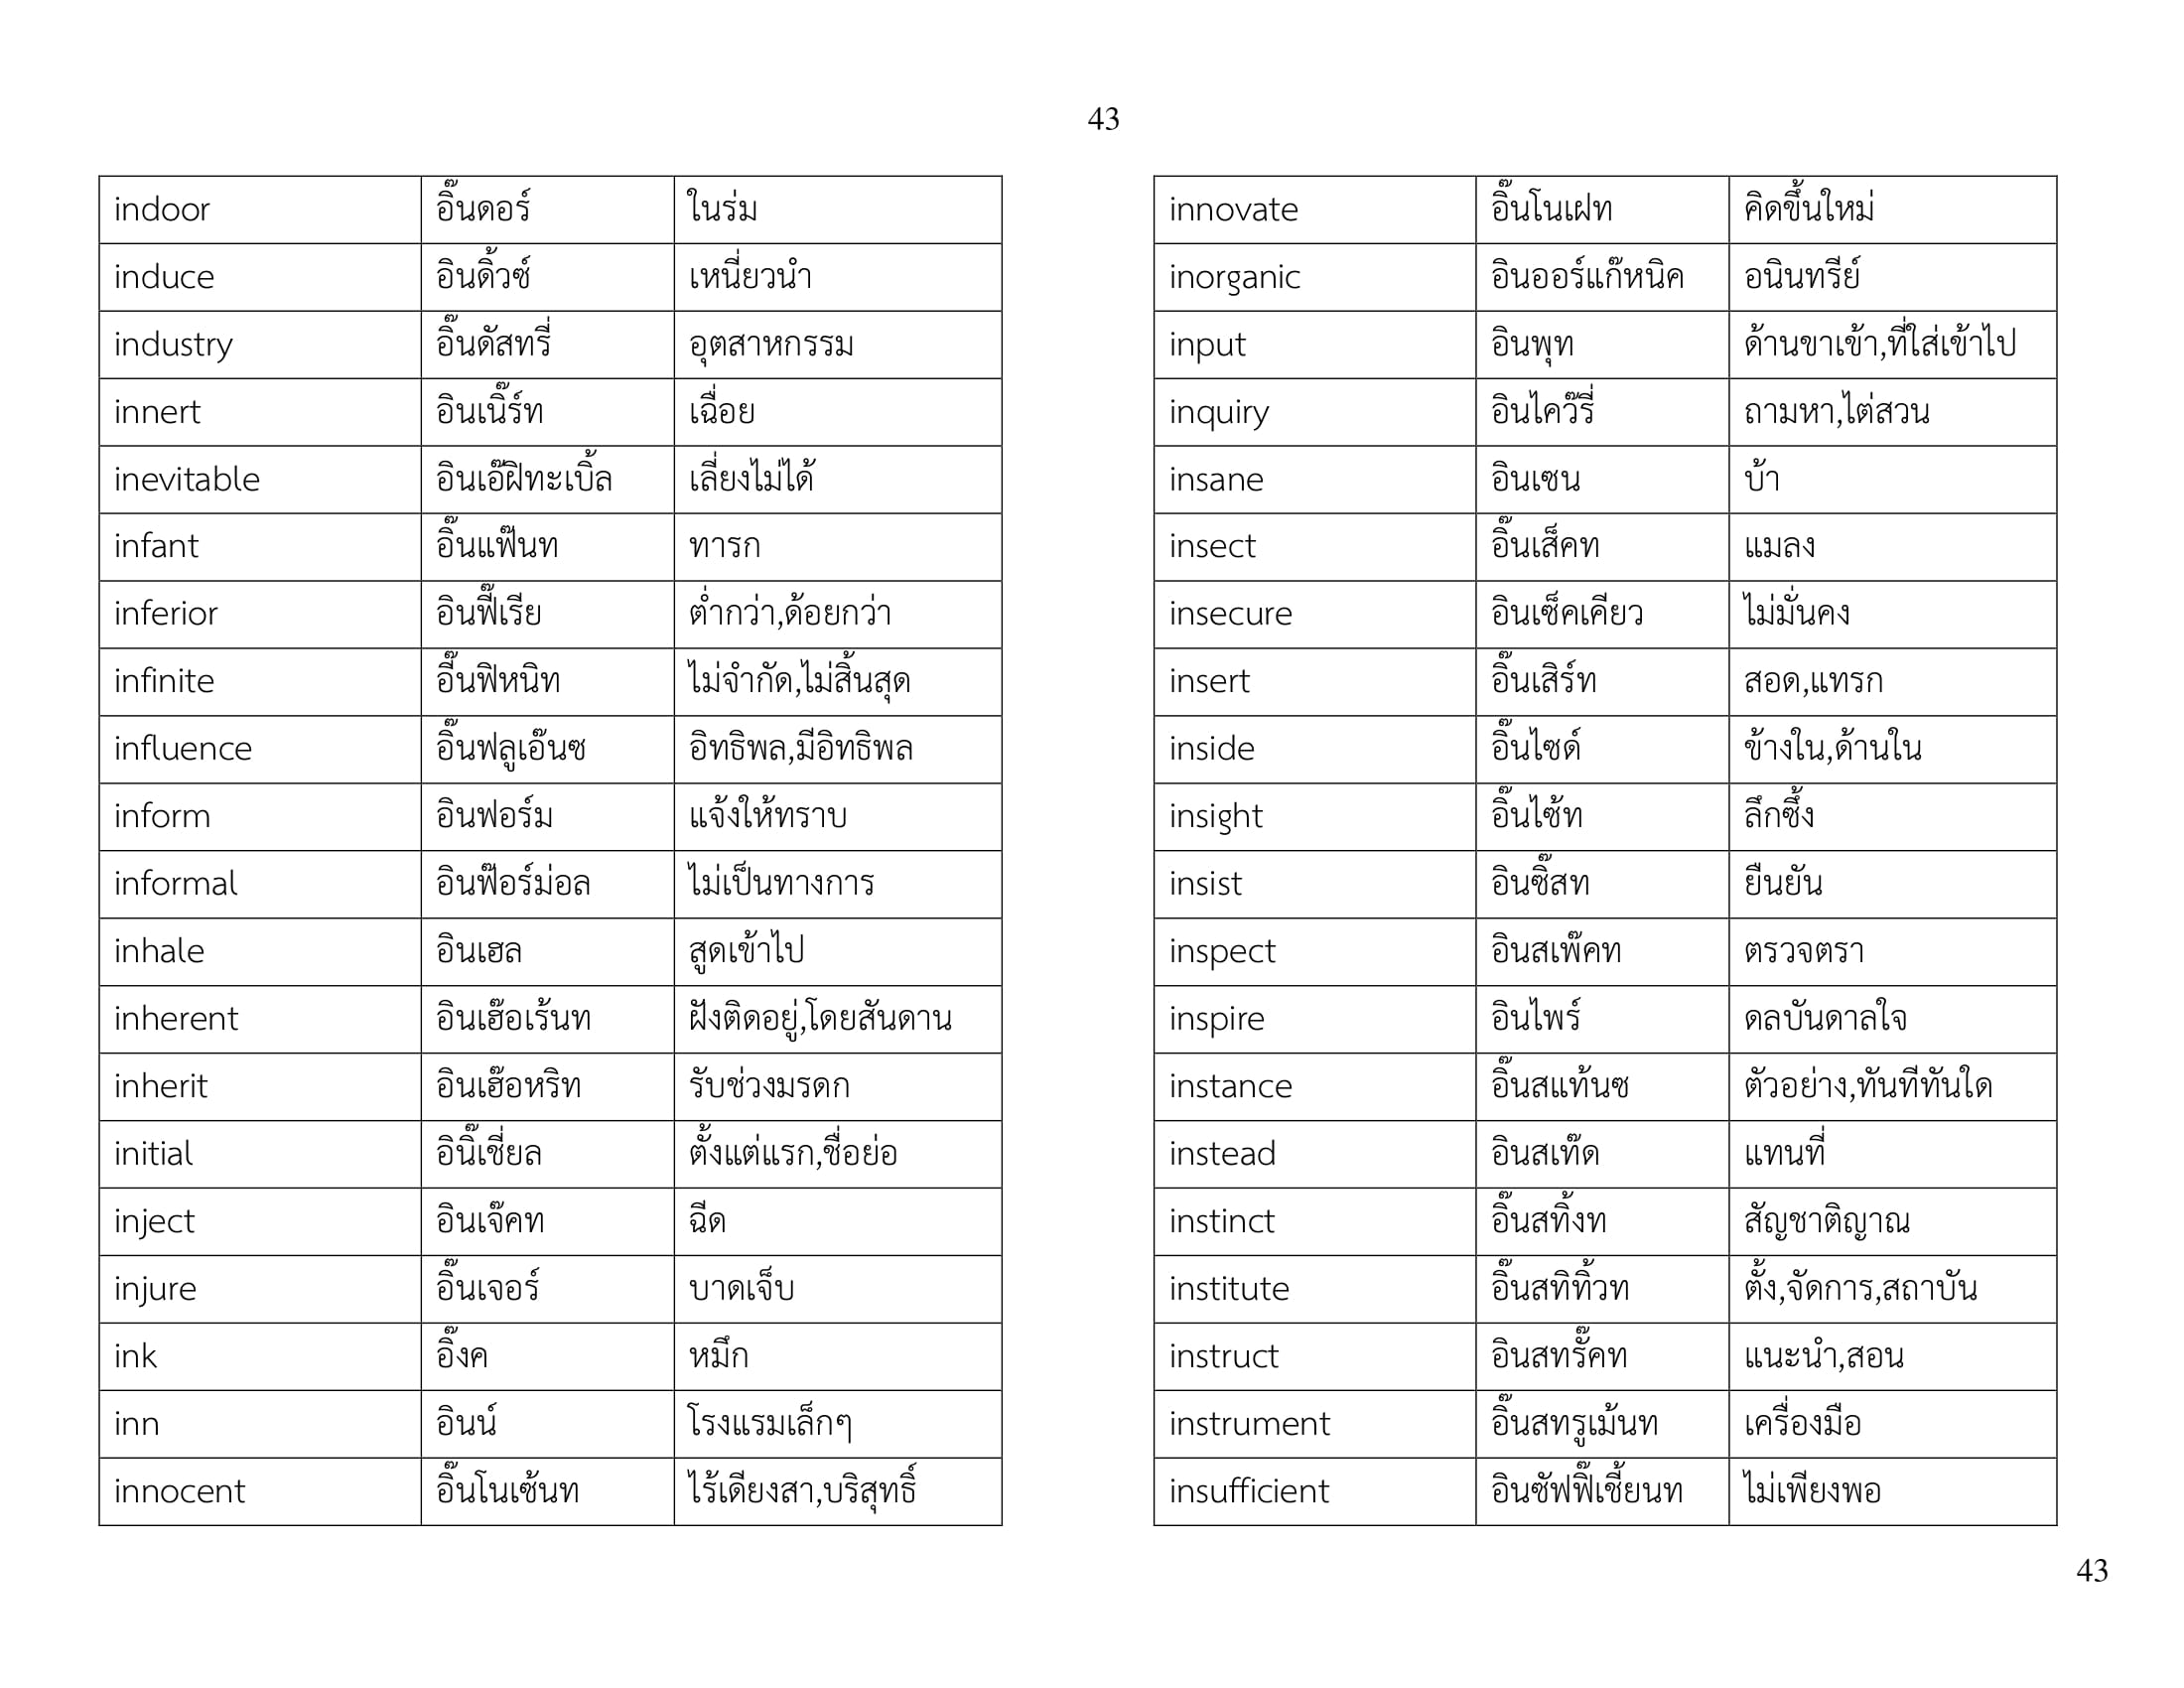 43
indoor อิ๊นดอร์ ในร่ม
induce อินดิ้วซ์ เหนี่ยวนำ
industry อิ๊นดัสทรี่ อุตสาหกรรม
innert อินเนิ๊ร์ท เฉื่อย
inevitable อินเอ๊ฝิทะเบิ้ล เลี่ยงไม่ได้
infant อิ๊นแฟ๊นท ทารก
inferior อินฟี๊เรีย ต่ำกว่า,ด้อยกว่า
infinite อี๊นฟิหนิท ไม่จำกัด,ไม่สิ้นสุด
influence อิ๊นฟลูเอ๊นซ อิทธิพล,มีอิทธิพล
inform อินฟอร์ม แจ้งให้ทราบ
informal อินฟ๊อร์ม่อล ไม่เป็นทางการ
inhale อินเฮล สูดเข้าไป
inherent อินเฮ๊อเร้นท ฝังติดอยู่,โดยสันดาน
inherit อินเฮ๊อหริท รับช่วงมรดก
initial อินิ๊เชี่ยล ตั้งแต่แรก,ชื่อย่อ
inject อินเจ๊คท ฉีด
injure อิ๊นเจอร์ บาดเจ็บ
ink อิ๊งค หมึก
inn อินน์ โรงแรมเล็กๆ
innocent อิ๊นโนเซ้นท ไร้เดียงสา,บริสุทธิ์
innovate อิ๊นโนเฝท คิดขึ้นใหม่
inorganic อินออร์แก๊หนิค อนินทรีย์
input อินพุท ด้านขาเข้า,ที่ใส่เข้าไป
inquiry อินไคว๊รี่ ถามหา,ไต่สวน
insane อินเซน บ้า
insect อิ๊นเส็คท แมลง
insecure อินเซ็คเคียว ไม่มั่นคง
insert อิ๊นเสิร์ท สอด,แทรก
inside อิ๊นไซด์ ข้างใน,ด้านใน
insight อิ๊นไซ้ท ลึกซึ้ง
insist อินซิ๊สท ยืนยัน
inspect อินสเพ๊คท ตรวจตรา
inspire อินไพร์ ดลบันดาลใจ
instance อิ๊นสแท้นซ ตัวอย่าง,ทันทีทันใด
instead อินสเท๊ด แทนที่
instinct อิ๊นสทิ้งท สัญชาติญาณ
institute อิ๊นสทิทิ้วท ตั้ง,จัดการ,สถาบัน
instruct อินสทรั๊คท แนะนำ,สอน
instrument อิ๊นสทรูเม้นท เครื่องมือ
insufficient อินซัฟฟิ๊เชี้ยนท ไม่เพียงพอ
43